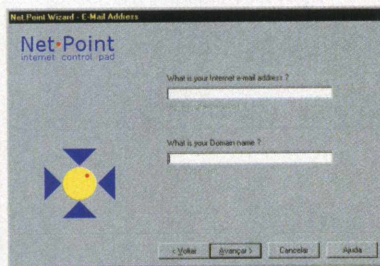 Net.Point Wizard - E-Mail Address
Net•Point
internet control pad
What is your Internet e-mail address ?
What is your Domain name ?
< Voltar
Avançar >
Cancelar
Ajuda